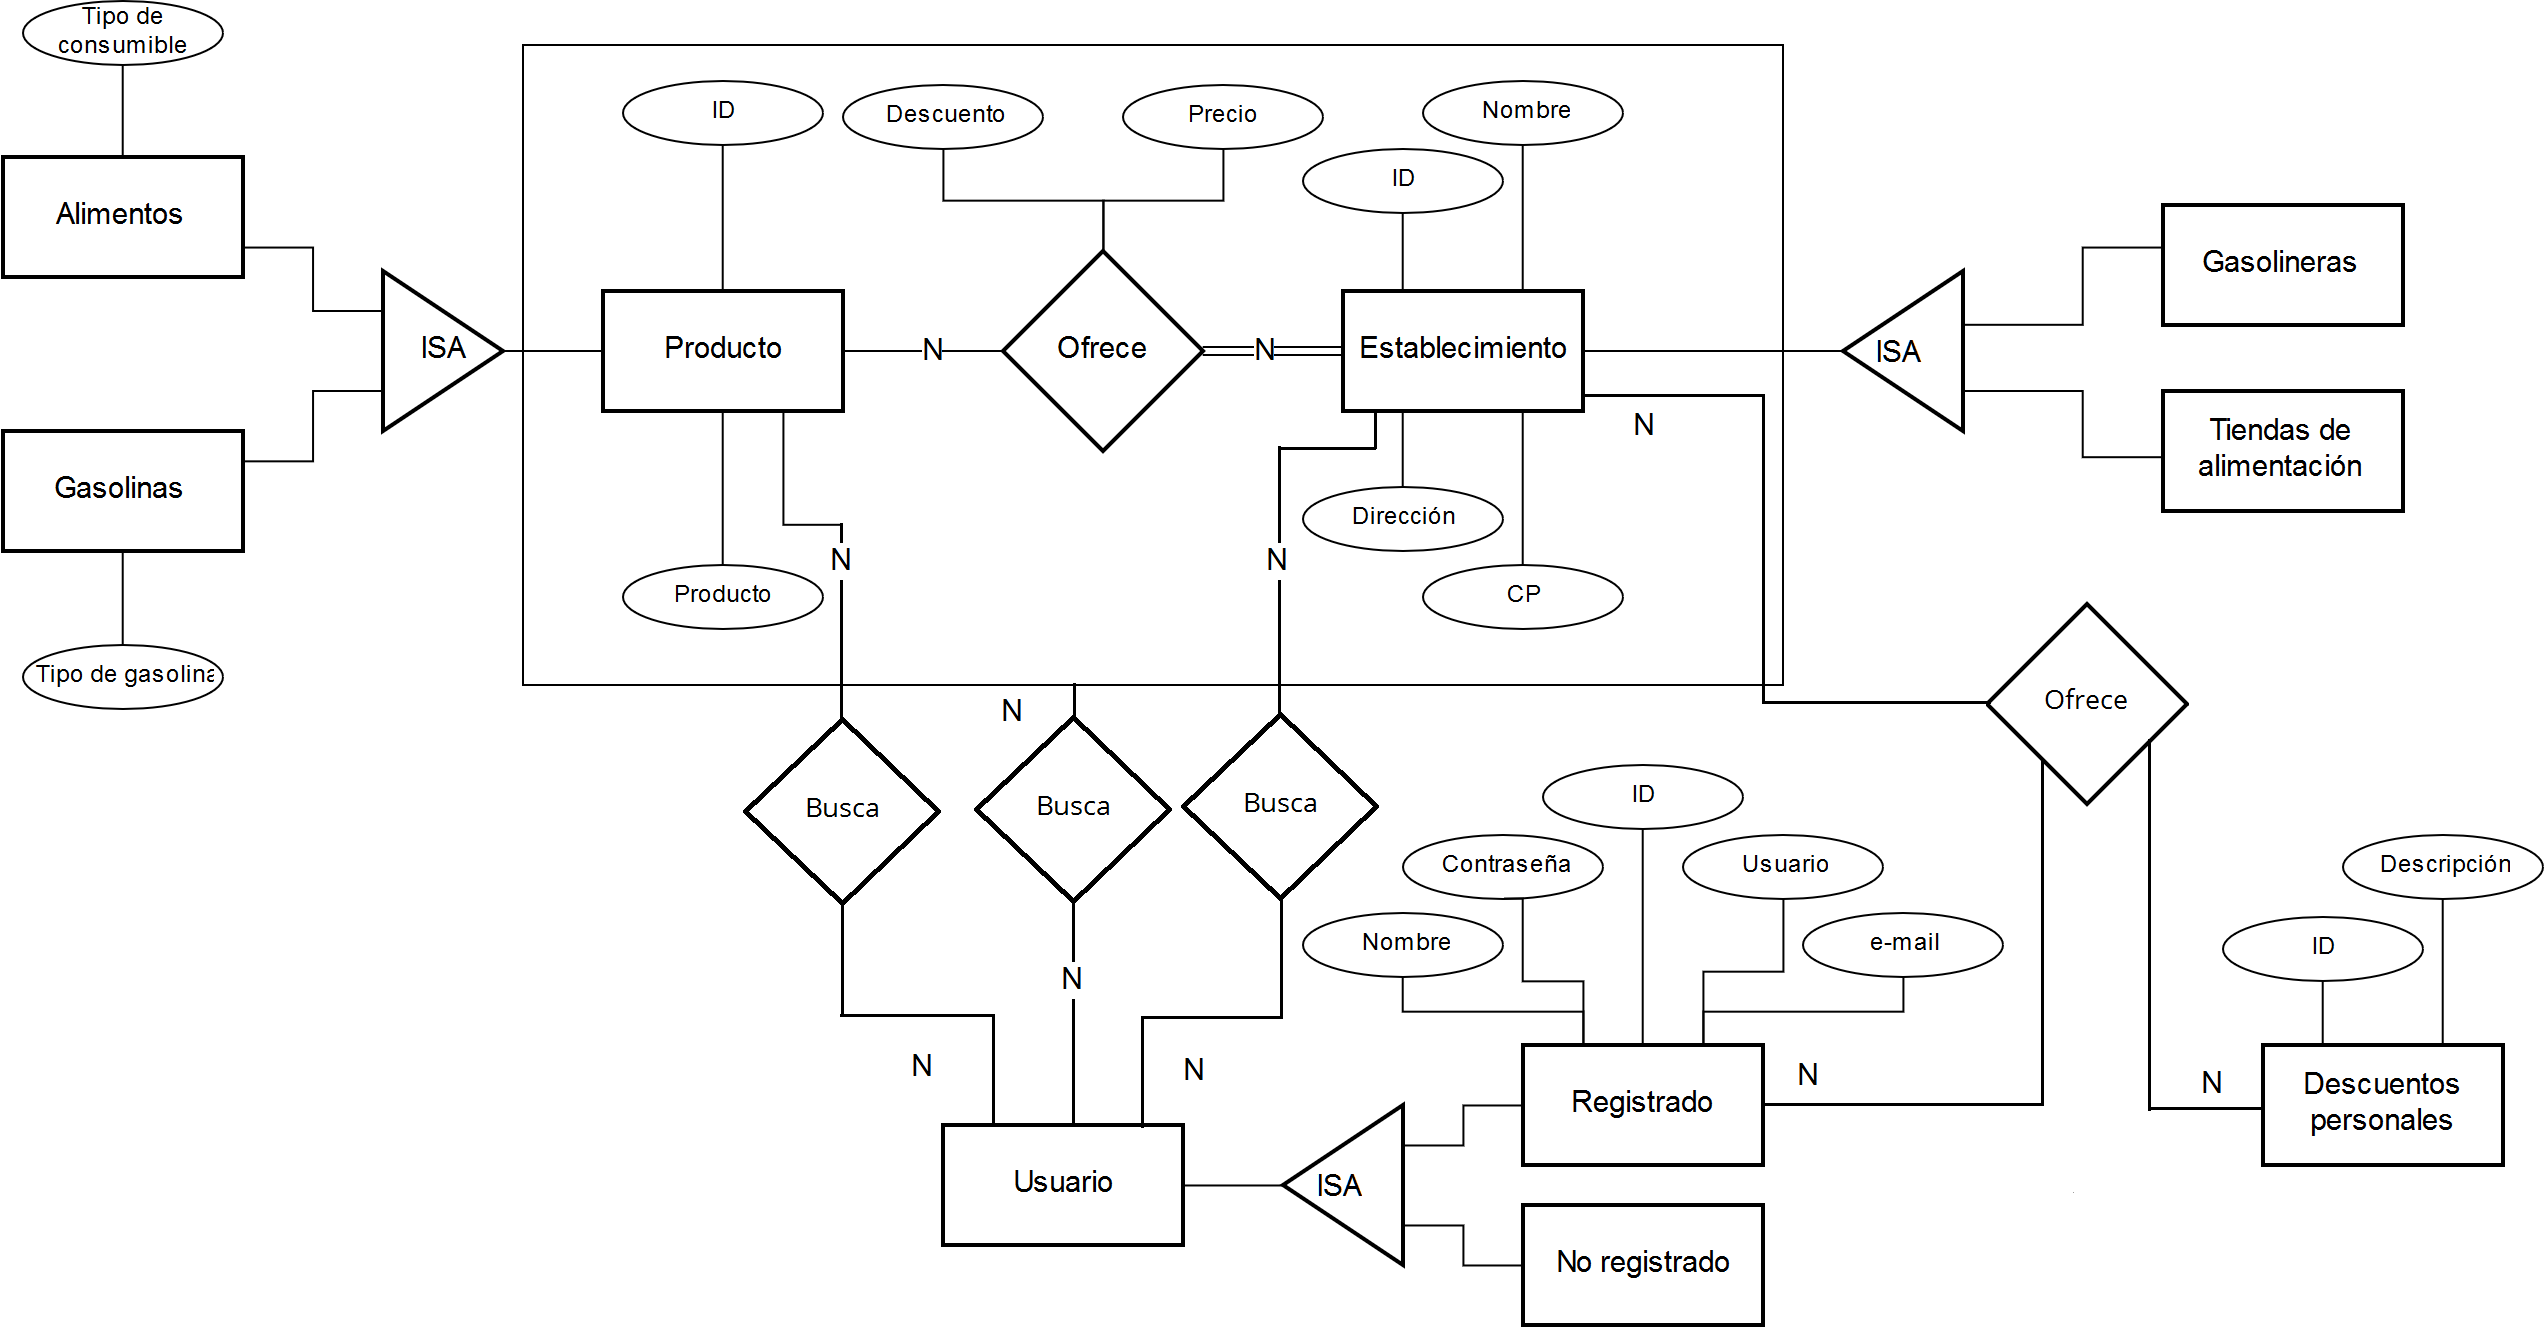 Tipo de
consumible
ID
Descuento
Precio
Nombre
ID
Alimentos
Gasolineras
ISA
Producto
N
Ofrece
N
Establecimiento
ISA
N
Tiendas de
alimentación
Gasolinas
Dirección
N
N
Producto
CP
Tipo de gasolina
N
Ofrece
Busca
Busca
Busca
ID
Contraseña
Usuario
Descripción
Nombre
e-mail
ID
N
N
N
N
N
Registrado
Descuentos
personales
Usuario
ISA
No registrado